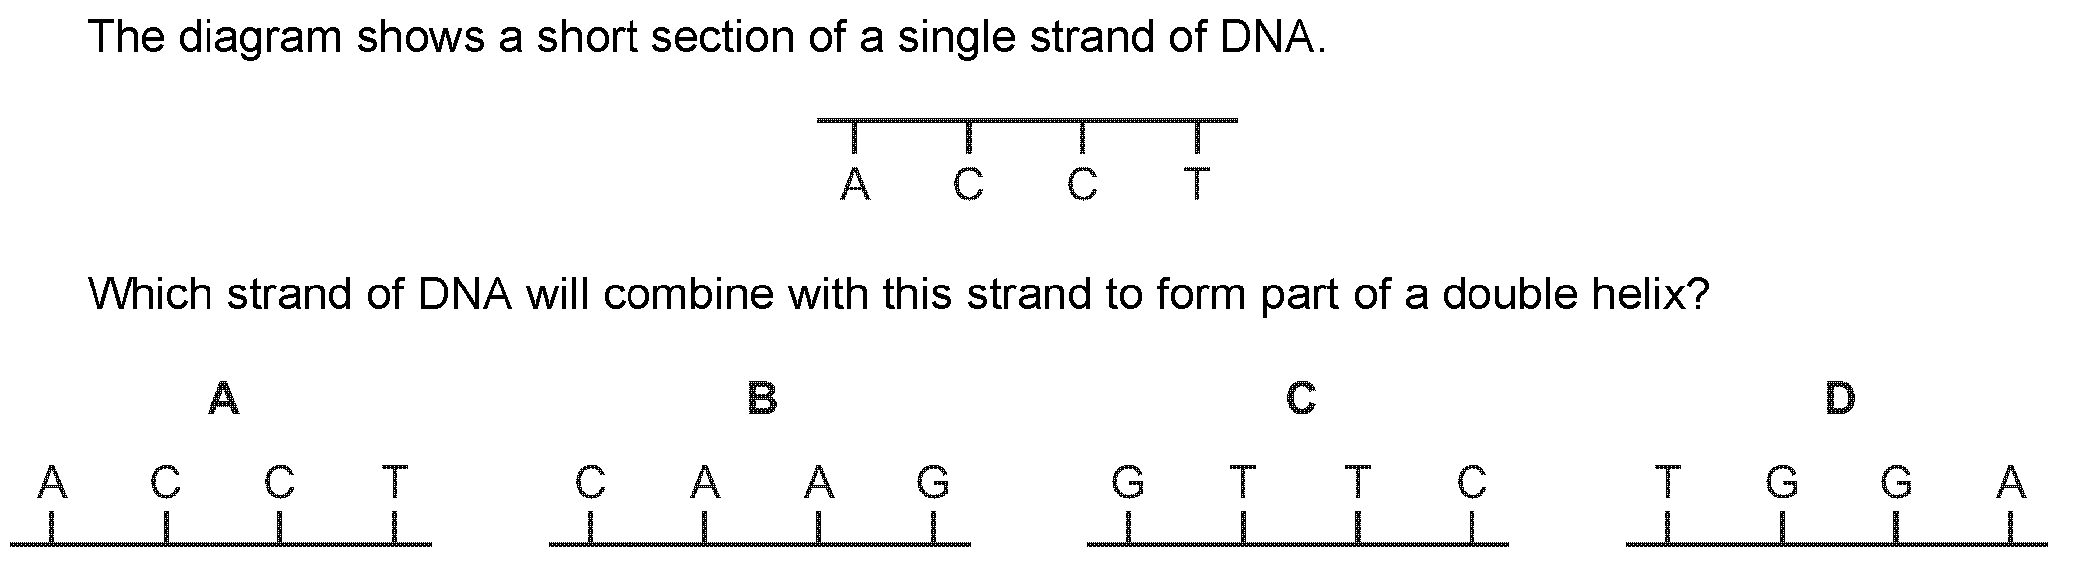 The diagram shows a short section of a single strand of DNA.
A C C T
Which strand of DNA will combine with this strand to form part of a double helix?
A B C D
A C C T C A A G G T T C T G G A